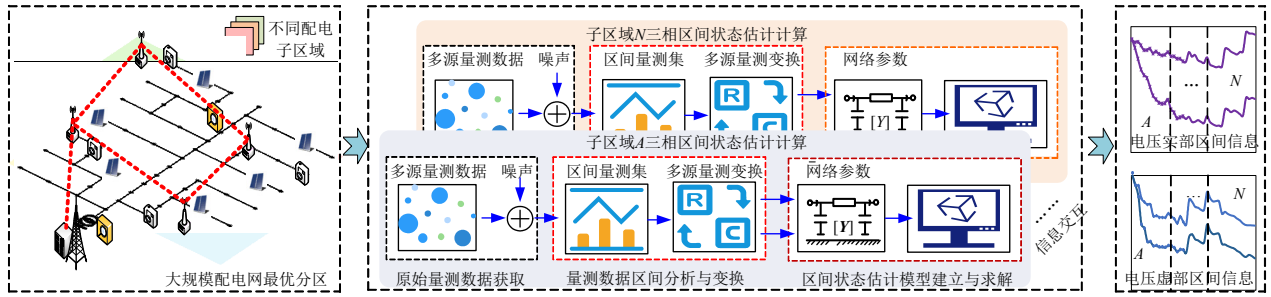 不同配电
子区域
大规模配电网最优分区
子区域N三相区间状态估计计算
多源量测数据
噪声
区间量测集
多源量测变换
网络参数
R
C
[Y]
子区域A三相区间状态估计计算
多源量测数据
噪声
区间量测集
多源量测变换
网络参数
R
C
[Y]
原始量测数据获取
量测数据区间分析与变换
区间状态估计模型建立与求解
......
信息交互
...
N
A
电压实部区间信息
...
N
A
电压虚部区间信息